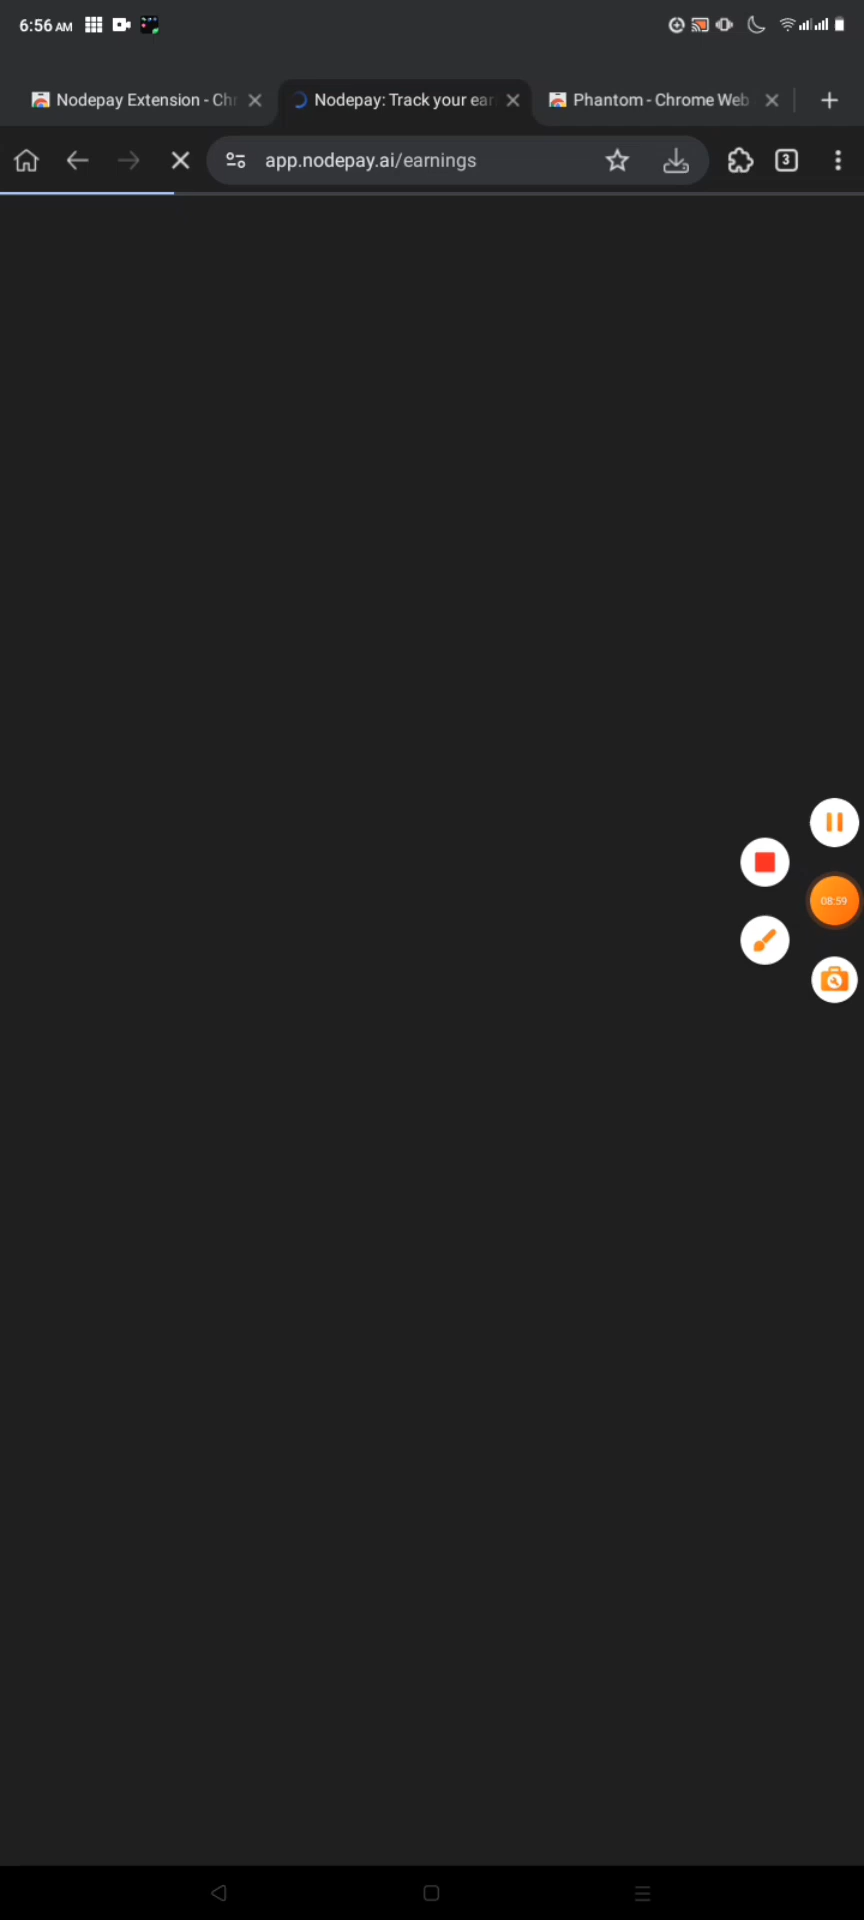 6:56 AM
Nodepay Extension - Chr
Nodepay: Track your ear
Phantom - Chrome Web
app.nodepay.ai/earnings
3
08:59